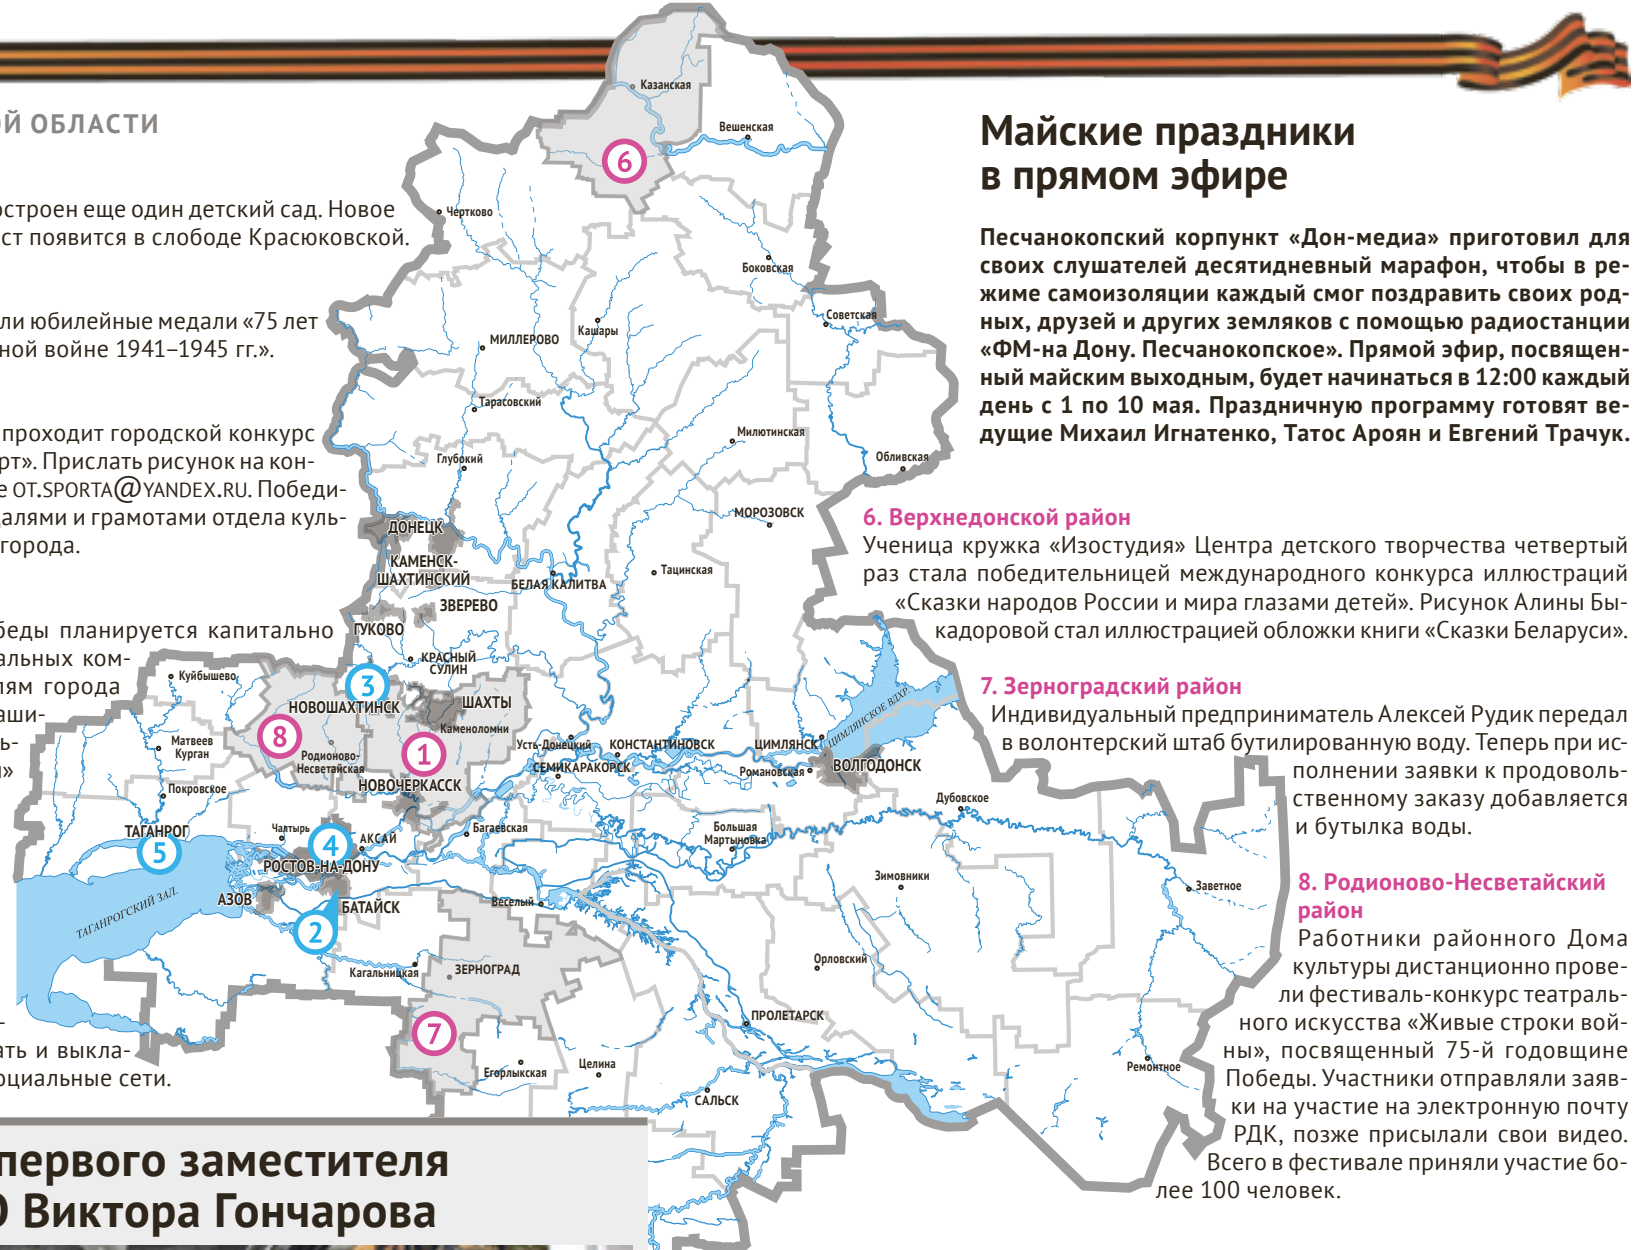 ОЙ ОБЛАСТИ
остроен еще один детский сад. Новое
ст появится в слободе Красюковской.
ли юбилейные медали «75 лет
ной войне 1941–1945 гг.».
проходит городской конкурс
рт». Прислать рисунок на кон-
е OT.SPORTA@YANDEX.RU. Победи-
алями и грамотами отдела куль-
города.
беды планируется капитально
альных ком-
лям города
аши-
ь-
»
-
ать и выкла-
оциальные сети.
первого заместителя
О Виктора Гончарова
Казанская
Вешенская
6
Чертково
Боковская
Советская
Кашары
МИЛЛЕРОВО
Тарасовский
Милютинская
Глубокий
Обливская
МОРОЗОВСК
ДОНЕЦК
КАМЕНСК-
ШАХТИНСКИЙ
БЕЛАЯ КАЛИТВА
Тацинская
ЗВЕРЕВО
ГУКОВО
КРАСНЫЙ
СУЛИН
Куйбышево
3
НОВОШАХТИНСК
ШАХТЫ
Каменоломни
8
Матвеев
Курган
Родионово-
Несветайская
1
Усть-Донецкий
КОНСТАНТИНОВСК
ЦИМЛЯНСК
ЦИМЛЯНСКОЕ ВДХР.
СЕМИКАРАКОРСК
Романовская
ВОЛГОДОНСК
НОВОЧЕРКАССК
Покровское
Дубовское
ТАГАНРОГ
5
Чалтырь
4
АКСАЙ
Багаевская
Большая
Мартыновка
РОСТОВ-НА-ДОНУ
Зимовники
Заветное
АЗОВ
БАТАЙСК
Веселый
ТАГАНРОГСКИЙ ЗАЛ.
2
Кагальницкая
ЗЕРНОГРАД
Орловский
ПРОЛЕТАРСК
7
Егорлыкская
Целина
Ремонтное
САЛЬСК
Майские праздники
в прямом эфире
Песчанокопский корпункт «Дон-медиа» приготовил для
своих слушателей десятидневный марафон, чтобы в ре-
жиме самоизоляции каждый смог поздравить своих род-
ных, друзей и других земляков с помощью радиостанции
«ФМ-на Дону. Песчанокопское». Прямой эфир, посвящен-
ный майским выходным, будет начинаться в 12:00 каждый
день с 1 по 10 мая. Праздничную программу готовят ве-
дущие Михаил Игнатенко, Татос Ароян и Евгений Трачук.
6. Верхнедонской район
Ученица кружка «Изостудия» Центра детского творчества четвертый
раз стала победительницей международного конкурса иллюстраций
«Сказки народов России и мира глазами детей». Рисунок Алины Бы-
кадоровой стал иллюстрацией обложки книги «Сказки Беларуси».
7. Зерноградский район
Индивидуальный предприниматель Алексей Рудик передал
в волонтерский штаб бутилированную воду. Теперь при ис-
полнении заявки к продоволь-
ственному заказу добавляется
и бутылка воды.
8. Родионово-Несветайский
район
Работники районного Дома
культуры дистанционно прове-
ли фестиваль-конкурс театраль-
ного искусства «Живые строки вой-
ны», посвященный 75-й годовщине
Победы. Участники отправляли заяв-
ки на участие на электронную почту
РДК, позже присылали свои видео.
Всего в фестивале приняли участие бо-
лее 100 человек.